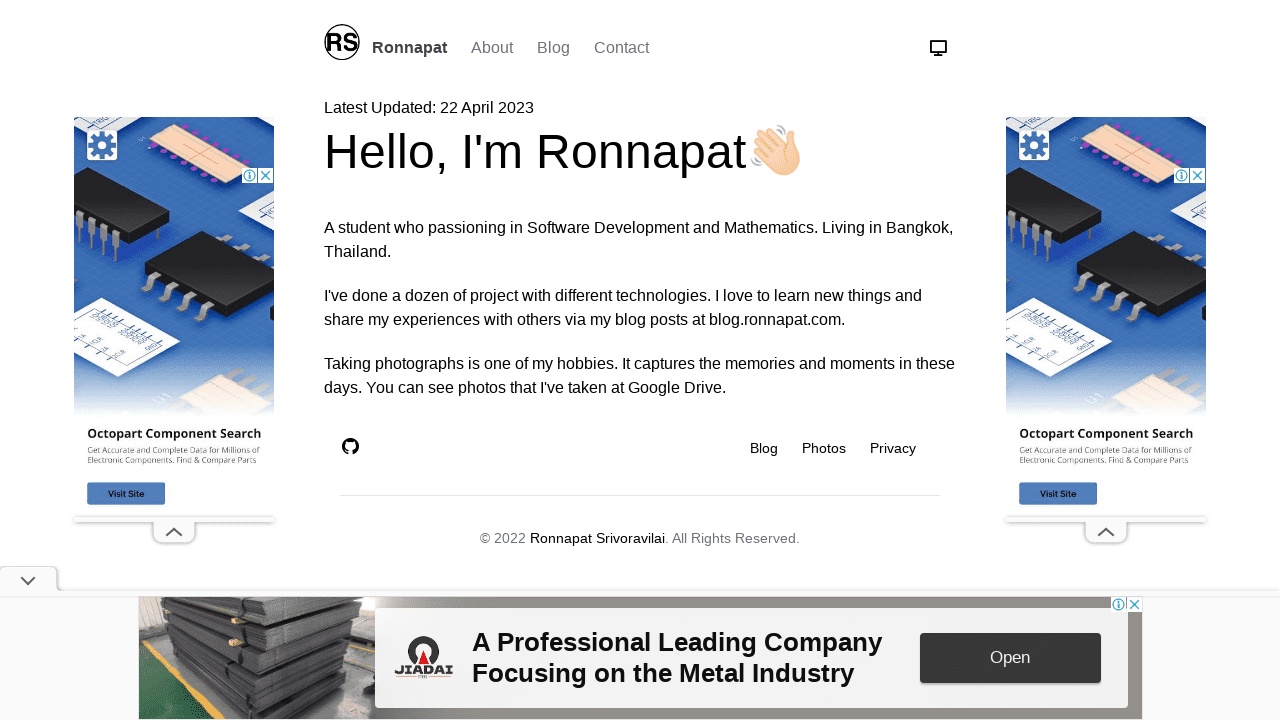 RS Ronnapat About Blog Contact
Latest Updated: 22 April 2023
Hello, I'm Ronnapat
A student who passioning in Software Development and Mathematics. Living in Bangkok,
Thailand.
I've done a dozen of project with different technologies. I love to learn new things and
share my experiences with others via my blog posts at blog.ronnapat.com.
Taking photographs is one of my hobbies. It captures the memories and moments in these
days. You can see photos that I've taken at Google Drive.
Blog Photos Privacy
© 2022 Ronnapat Srivoravilai. All Rights Reserved.
Octopart Component Search
Get Accurate and Complete Data for Millions of
Electronic Components. Find & Compare Parts
Visit Site
Octopart Component Search
Get Accurate and Complete Data for Millions of
Electronic Components. Find & Compare Parts
Visit Site
JIADAI
STEEL
A Professional Leading Company
Focusing on the Metal Industry
Open